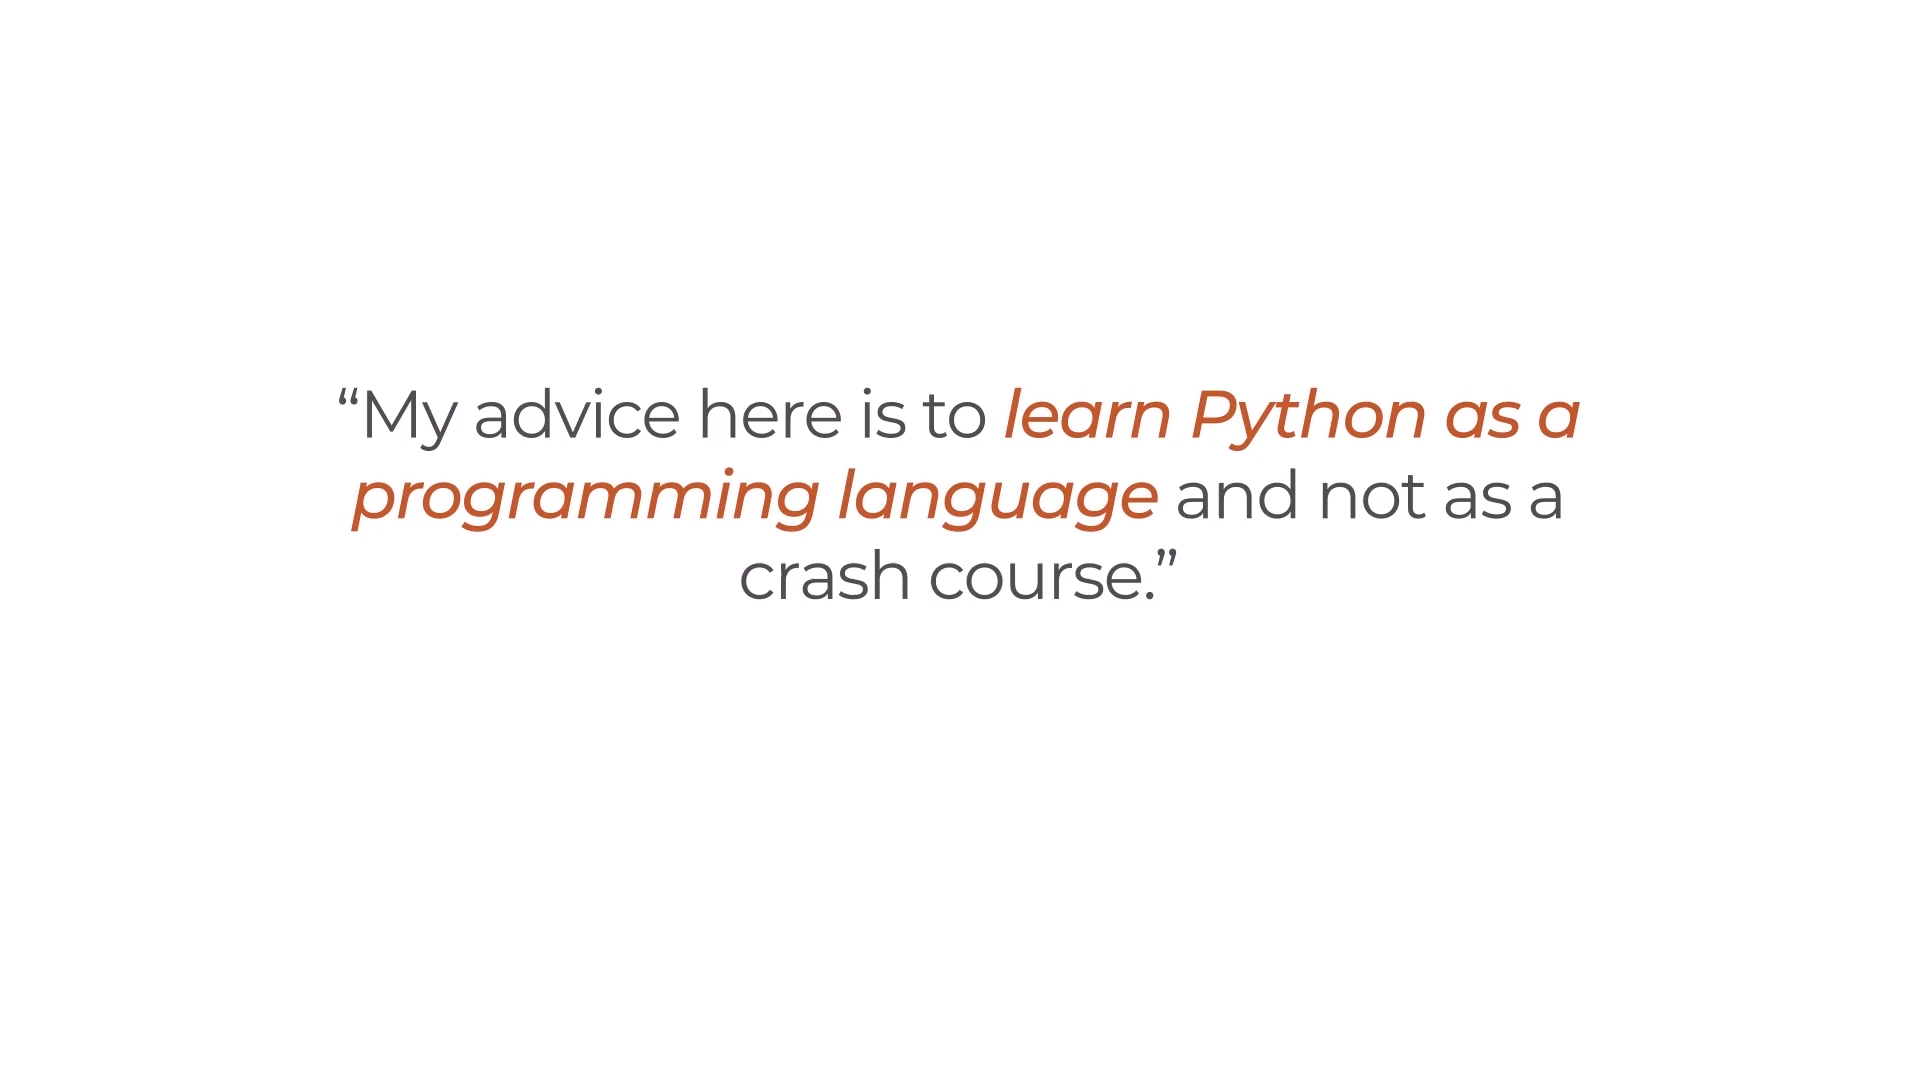 “My advice here is to learn Python as a
programming language and not as a
crash course.”